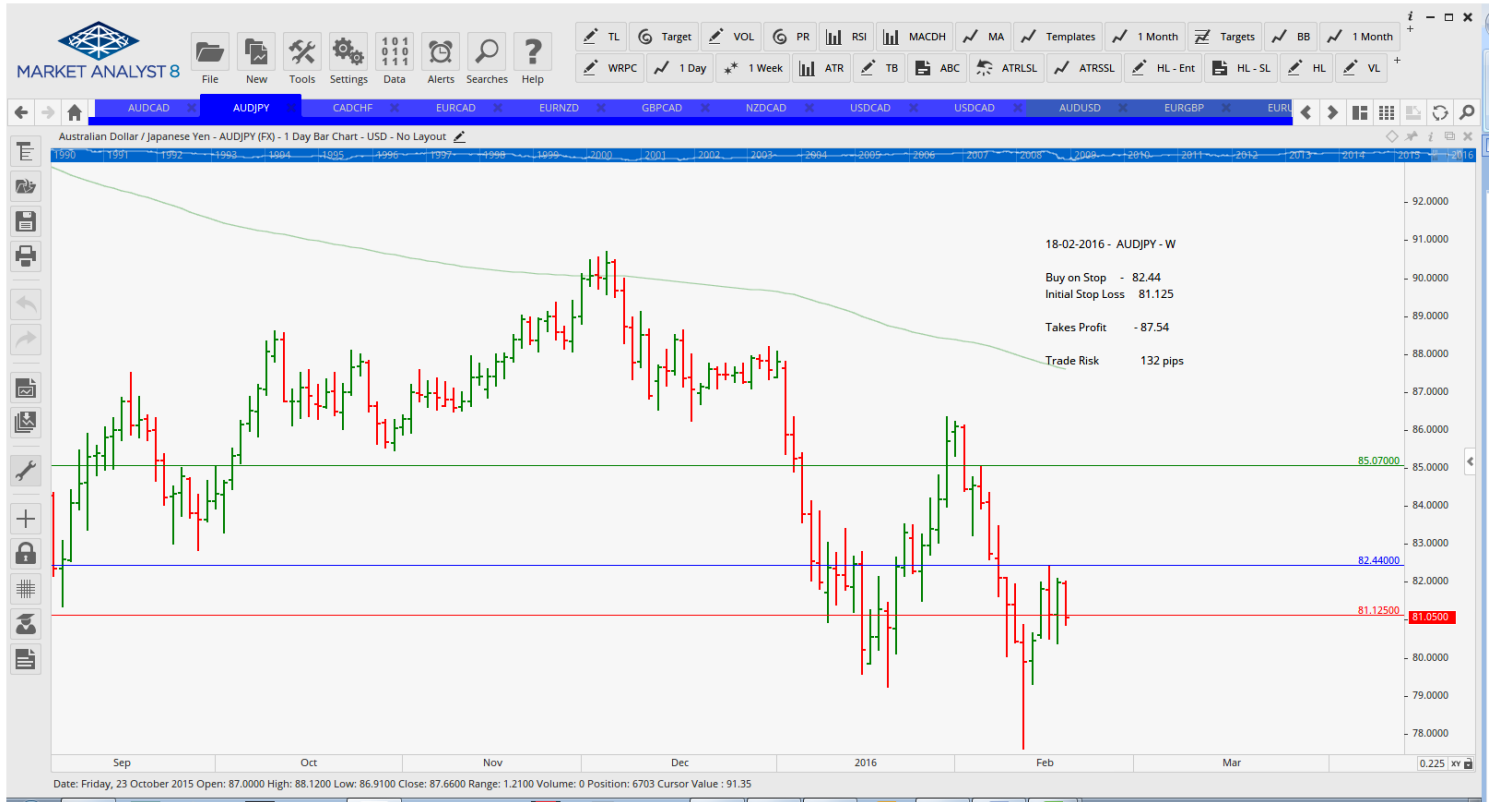 i
TL Target VOL PR RSI MACDH MA Templates 1 Month Targets BB 1 Month +
101
010
111
MARKET ANALYST 8
File New Tools Settings Data Alerts Searches Help
WRPC 1 Day 1 Week ATR TB ABC ATRLSL ATRSSL HL - Ent HL - SL HL VL +
AUDCAD AUDJPY CADCHF EURCAD EURNZD GBPCAD NZDCAD USDCAD USDCAD AUDUSD EURGBP
Australian Dollar / Japanese Yen - AUDJPY (FX) - 1 Day Bar Chart - USD - No Layout
1990 1991 1992 1993 1994 1995 1996 1997 1998 1999 2000 2001 2002 2003 2004 2005 2006 2007 2008 2009 2010 2011 2012 2013 2014 2015 2016
92.0000
91.0000
18-02-2016 - AUDJPY - W
90.0000
Buy on Stop - 82.44
Initial Stop Loss 81.125
89.0000
Takes Profit - 87.54
88.0000
Trade Risk 132 pips
87.0000
86.0000
85.07000
85.0000
84.0000
83.0000
82.44000
82.0000
81.12500
81.0500
80.0000
79.0000
78.0000
Sep Oct Nov Dec 2016 Feb Mar
0.225 XY
Date: Friday, 23 October 2015 Open: 87.0000 High: 88.1200 Low: 86.9100 Close: 87.6600 Range: 1.2100 Volume: 0 Position: 6703 Cursor Value : 91.35